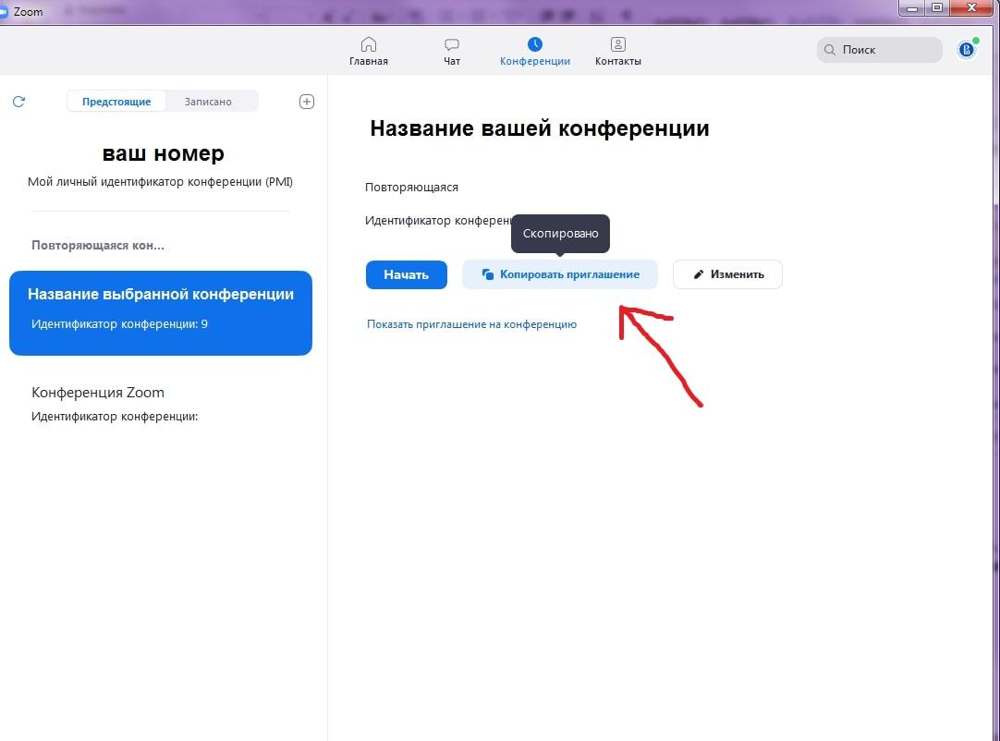 Zoom
Главная
Чат
Конференции
Контакты
Поиск
Предстоящие
Записано
ваш номер
Мой личный идентификатор конференции (PMI)
Повторяющаяся кон...
Название выбранной конференции
Идентификатор конференции: 9
Конференция Zoom
Идентификатор конференции:
Название вашей конференции
Повторяющаяся
Идентификатор конферен
Скопировано
Начать
Копировать приглашение
Изменить
Показать приглашение на конференцию